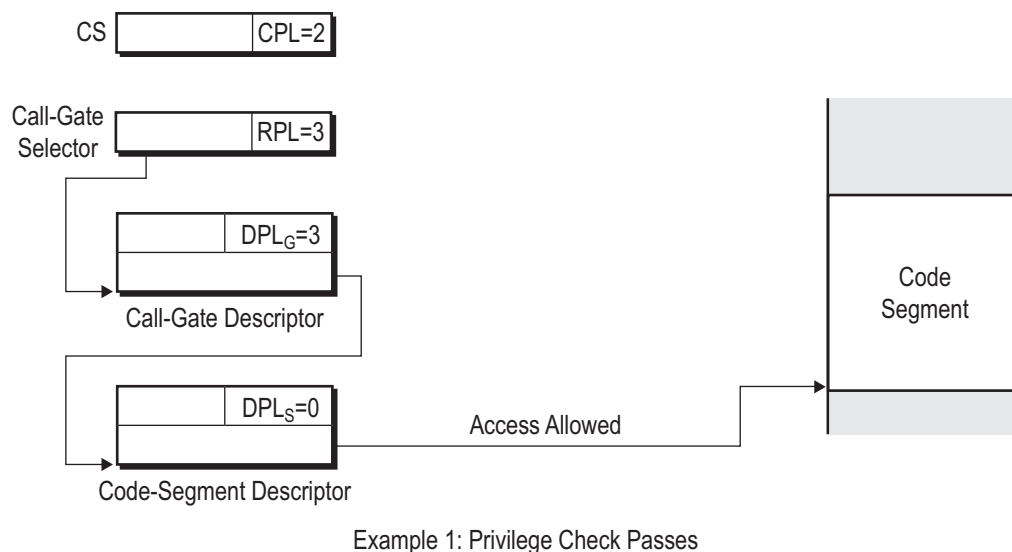 CS
CPL=2
Call-Gate
Selector
RPL=3
DPLG=3
Call-Gate Descriptor
DPLS=0
Code-Segment Descriptor
Access Allowed
Code
Segment
Example 1: Privilege Check Passes